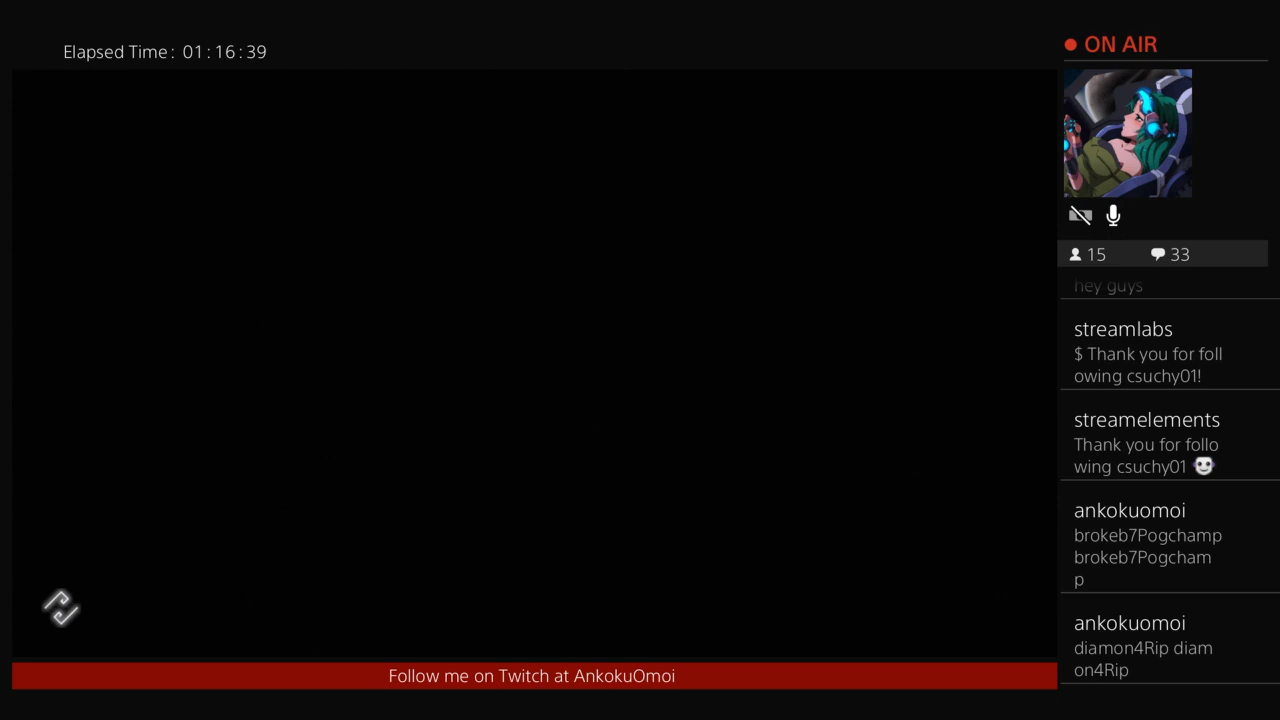 Elapsed Time: 01:16:39
ON AIR
15 33
hey guys
streamlabs
$ Thank you for foll
owing csuchy01!
streamelements
Thank you for follo
wing csuchy01
ankokuomoi
brokeb7Pogchamp
brokeb7Pogcham
p
ankokuomoi
diamon4Rip diam
on4Rip
Follow me on Twitch at AnkokuOmoi